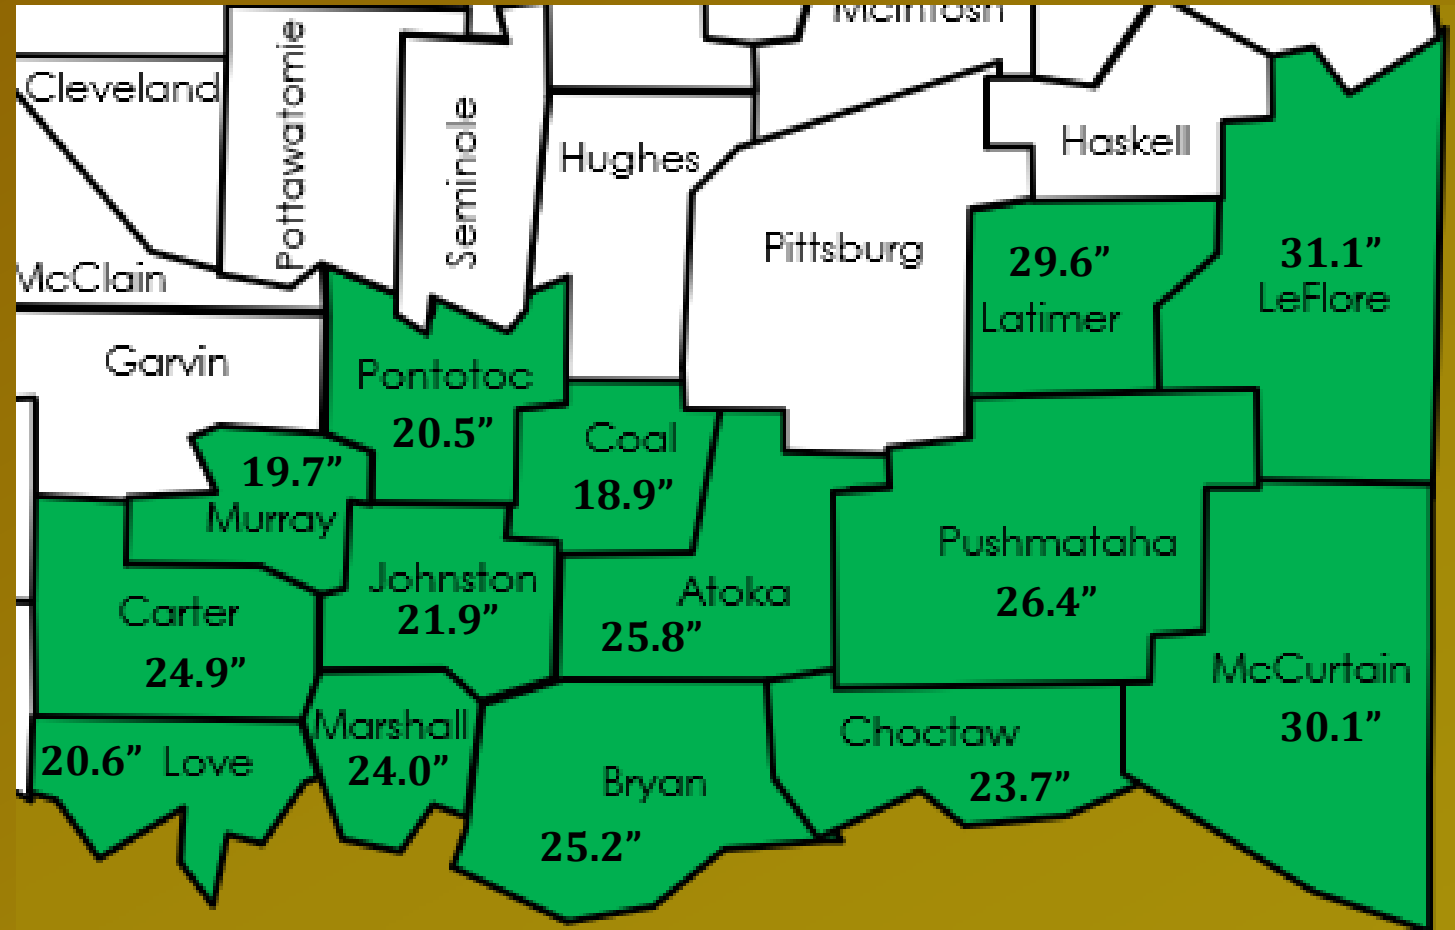 McIntosh
Cleveland
Pottawatomie
Seminole
Hughes
Haskell
Pittsburg
McClain
29.6”
Latimer
31.1”
LeFlore
Garvin
Pontotoc
20.5”
Coal
18.9”
19.7”
Murray
Pushmataha
26.4”
Johnston
21.9”
Atoka
25.8”
Carter
24.9”
McCurtain
30.1”
Marshall
24.0”
20.6” Love
Choctaw
23.7”
Bryan
25.2”